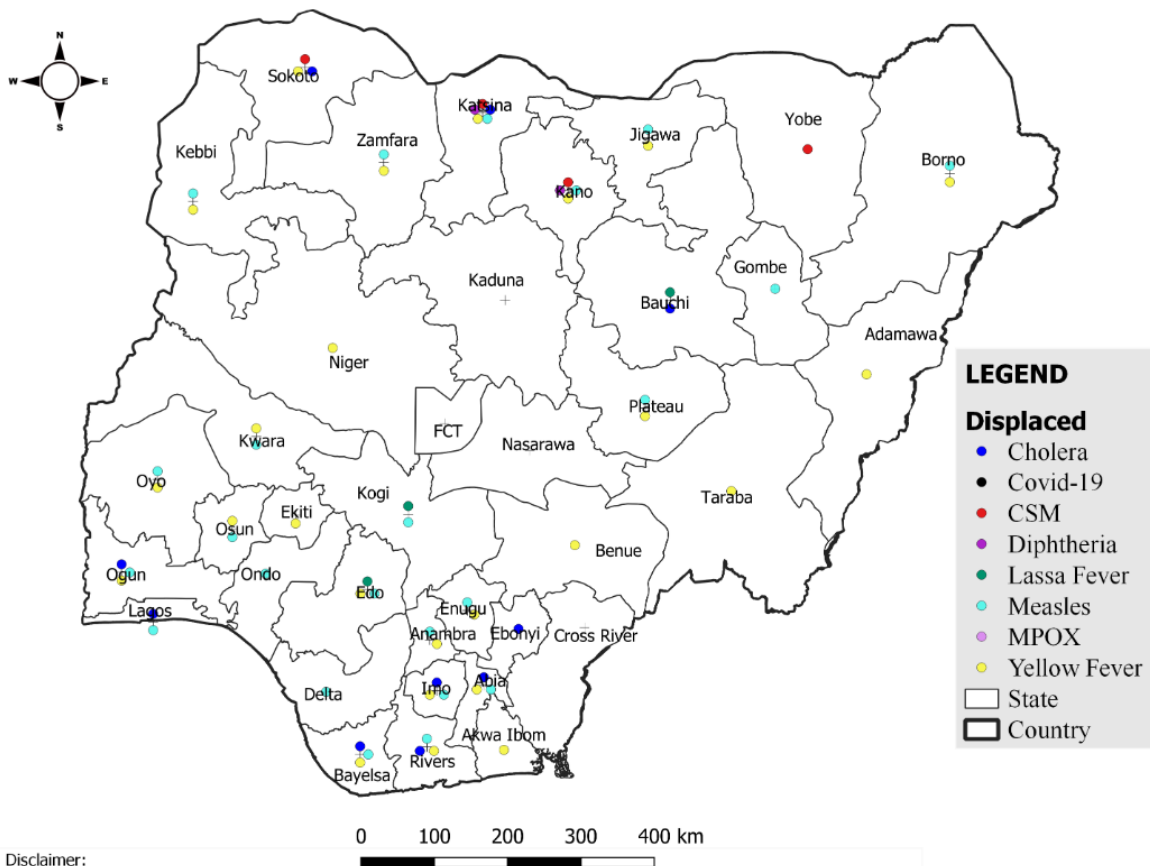 N
W E
S
Sokoto
Katsina
Zamfara
Kebbi
Jigawa
Yobe
Borno
Kano
Kaduna
Gombe
Bauchi
Adamawa
Niger
Plateau
FCT
Nasarawa
Kwara
Oyo
Kogi
Taraba
Osun
Ekiti
Benue
Ogun
Ondo
Edo
Lagos
Enugu
Anambra
Ebonyi
Cross River
Delta
Imo
Abia
Akwa Ibom
Rivers
Bayelsa
LEGEND
Displaced
Cholera
Covid-19
CSM
Diphtheria
Lassa Fever
Measles
MPOX
Yellow Fever
State
Country
0 100 200 300 400 km
Disclaimer: